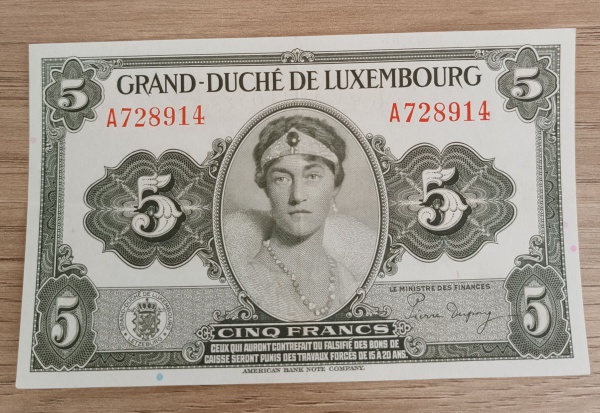 5 5
GRAND-DUCHÉ DE LUXEMBOURG
A728914 A728914
5 5
LE MINISTRE DES FINANCES
Pierre Dupong
5 5
CINQ FRANCS
CEUX QUI AURONT CONTREFAIT OU FALSIFIÉ DES BONS DE
CAISSE SERONT PUNIS DES TRAVAUX FORCÉS DE 15 À 20 ANS.
AMERICAN BANK NOTE COMPANY.